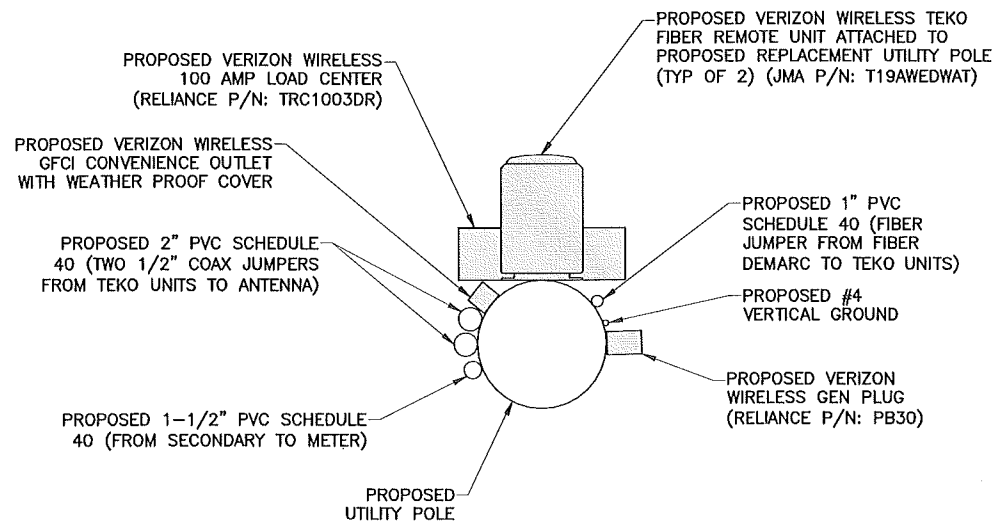 PROPOSED VERIZON WIRELESS TEKO
FIBER REMOTE UNIT ATTACHED TO
PROPOSED REPLACEMENT UTILITY POLE
(TYP OF 2) (JMA P/N: T19AWEDWAT)
PROPOSED VERIZON WIRELESS
100 AMP LOAD CENTER
(RELIANCE P/N: TRC1003DR)
PROPOSED VERIZON WIRELESS
GFCI CONVENIENCE OUTLET
WITH WEATHER PROOF COVER
PROPOSED 2" PVC SCHEDULE
40 (TWO 1/2" COAX JUMPERS
FROM TEKO UNITS TO ANTENNA)
PROPOSED 1" PVC
SCHEDULE 40 (FIBER
JUMPER FROM FIBER
DEMARC TO TEKO UNITS)
PROPOSED #4
VERTICAL GROUND
PROPOSED VERIZON
WIRELESS GEN PLUG
(RELIANCE P/N: PB30)
PROPOSED 1-1/2" PVC SCHEDULE
40 (FROM SECONDARY TO METER)
PROPOSED
UTILITY POLE